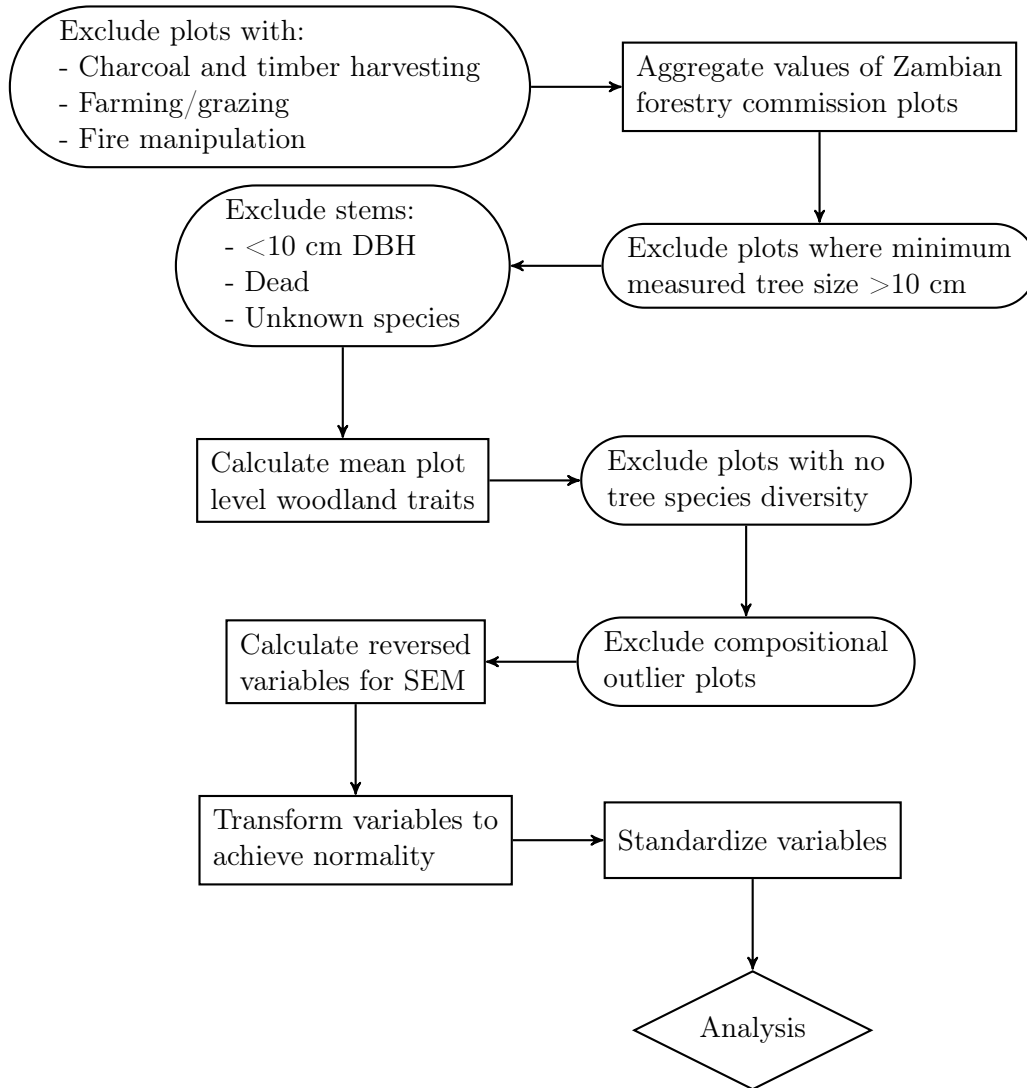 Exclude plots with:
- Charcoal and timber harvesting
- Farming/grazing
- Fire manipulation
Aggregate values of Zambian
forestry commission plots
Exclude plots where minimum
measured tree size >10 cm
Exclude stems:
- <10 cm DBH
- Dead
- Unknown species
Calculate mean plot
level woodland traits
Exclude plots with no
tree species diversity
Exclude compositional
outlier plots
Calculate reversed
variables for SEM
Transform variables to
achieve normality
Standardize variables
Analysis